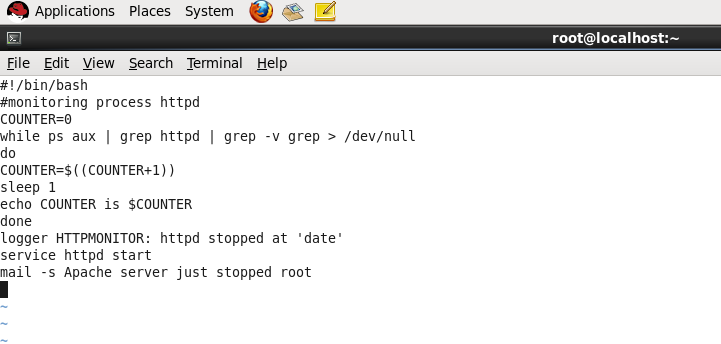 Applications Places System
root@localhost:~
File Edit View Search Terminal Help
#!/bin/bash
#monitoring process httpd
COUNTER=0
while ps aux | grep httpd | grep -v grep > /dev/null
do
COUNTER=$((COUNTER+1))
sleep 1
echo COUNTER is $COUNTER
done
logger HTTPMONITOR: httpd stopped at 'date'
service httpd start
mail -s Apache server just stopped root
~
~
~